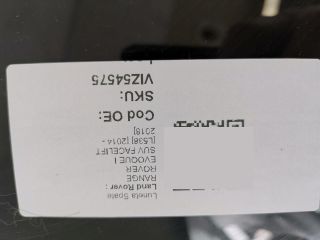 Luneta Spate
Land Rover :
RANGE
ROVER
EVOQUE I
SUV FACELIFT
[L538] [2014 -
2018]
Cod OE:
SKU:
VIZ54575